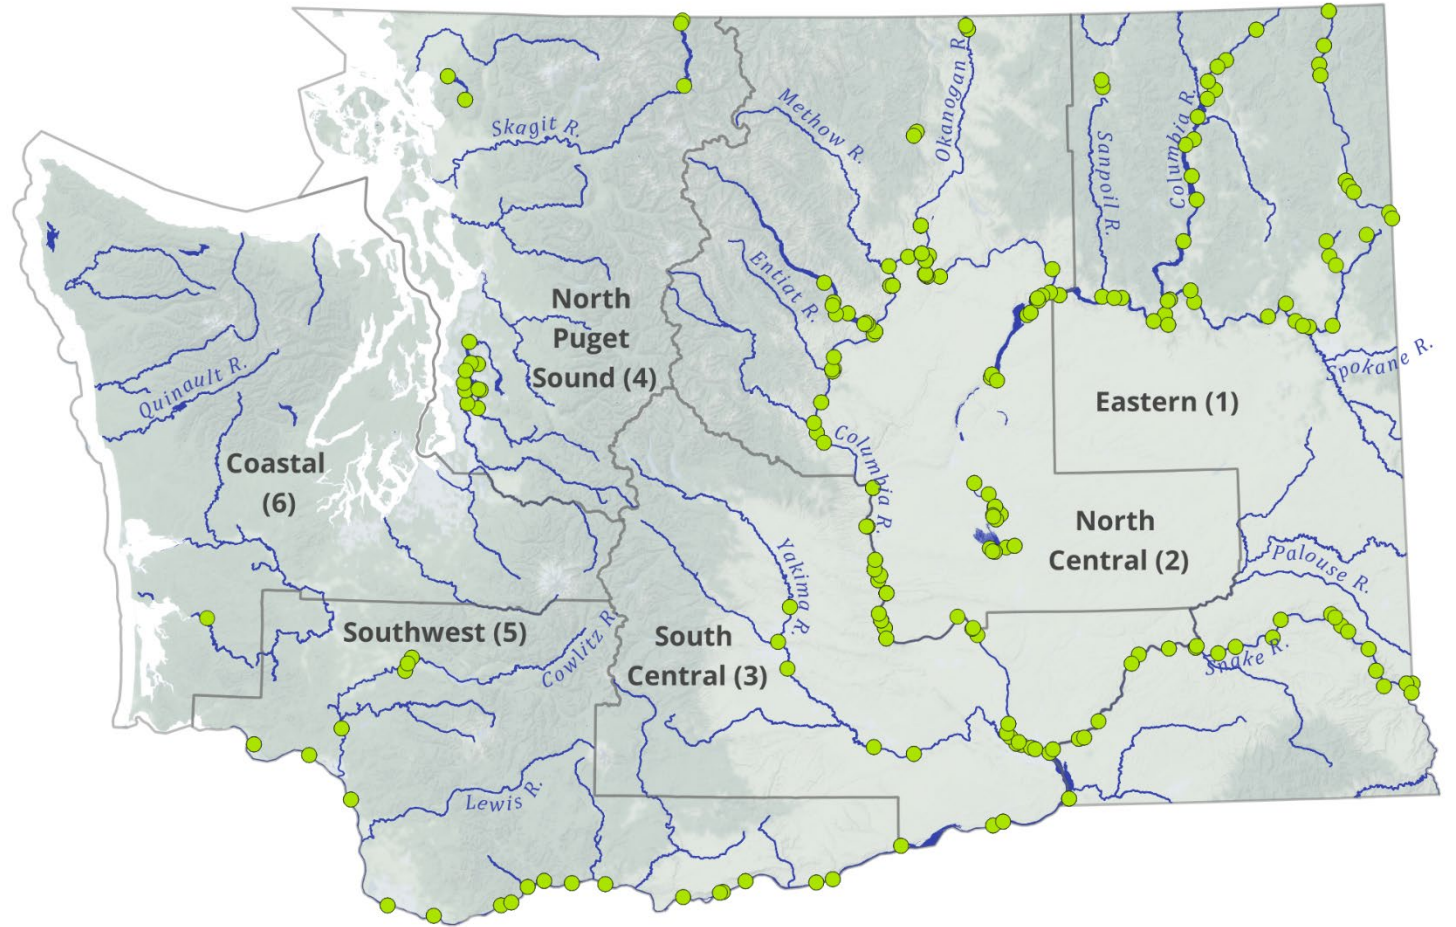 Skagit R.
Methow R.
Okanogan R.
Sanpoil R.
Columbia R.
Entiat R.
North
Puget
Sound (4)
Quinault R.
Spokane R.
Eastern (1)
Columbia R.
Coastal
(6)
North
Central (2)
Yakima R.
Palouse R.
Southwest (5)
Cowlitz R.
South
Central (3)
Snake R.
Lewis R.